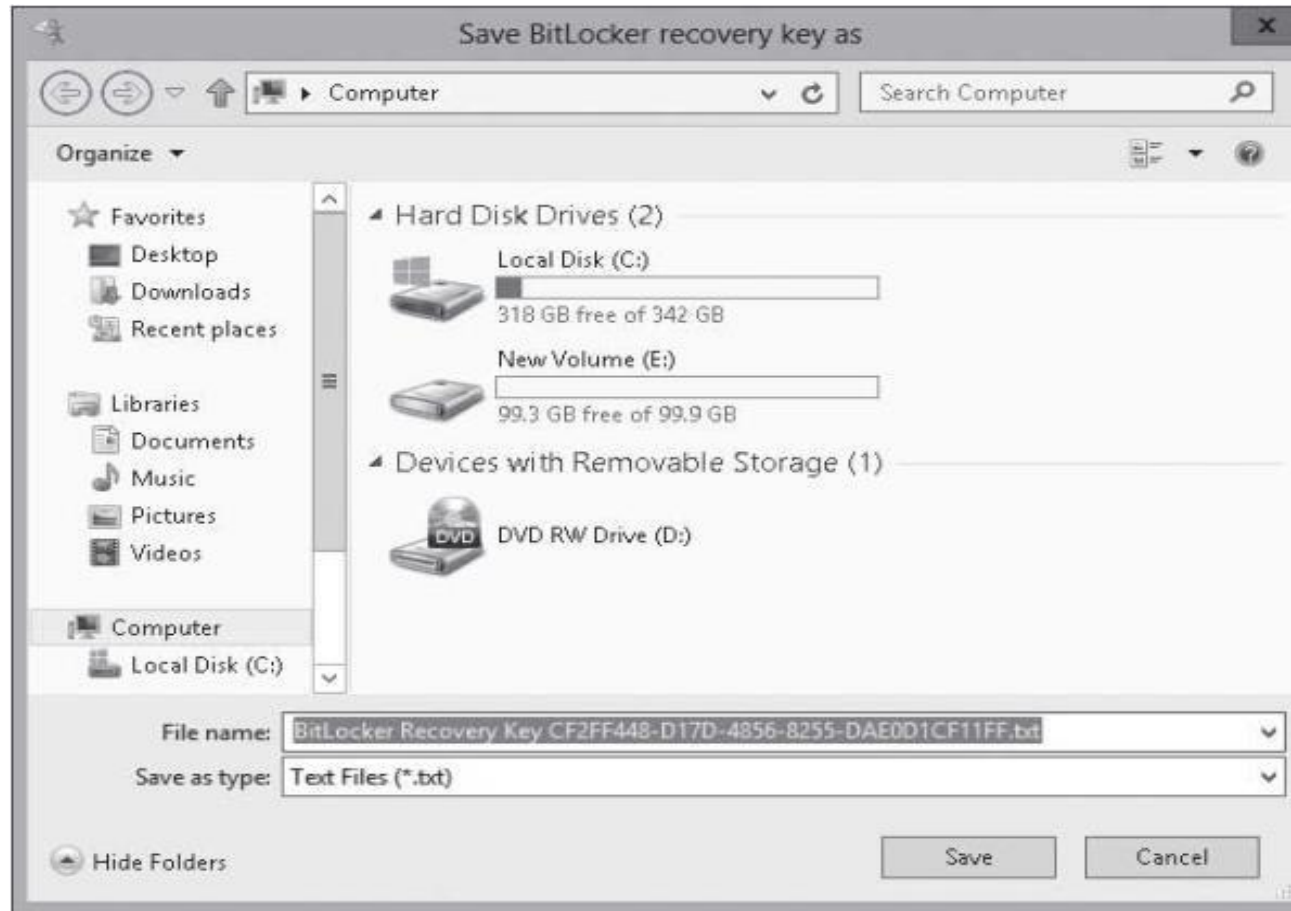 Save BitLocker recovery key as
x
Computer
Search Computer
Organize
Favorites
Desktop
Downloads
Recent places
Libraries
Documents
Music
Pictures
Videos
Computer
Local Disk (C:)
Hard Disk Drives (2)
Local Disk (C:)
318 GB free of 342 GB
New Volume (E:)
99.3 GB free of 99.9 GB
Devices with Removable Storage (1)
DVD
DVD RW Drive (D:)
File name: BitLocker Recovery Key CF2FF448-D17D-4856-8255-DAE0D1CF11FF.txt
Save as type: Text Files (*.txt)
Hide Folders
Save
Cancel